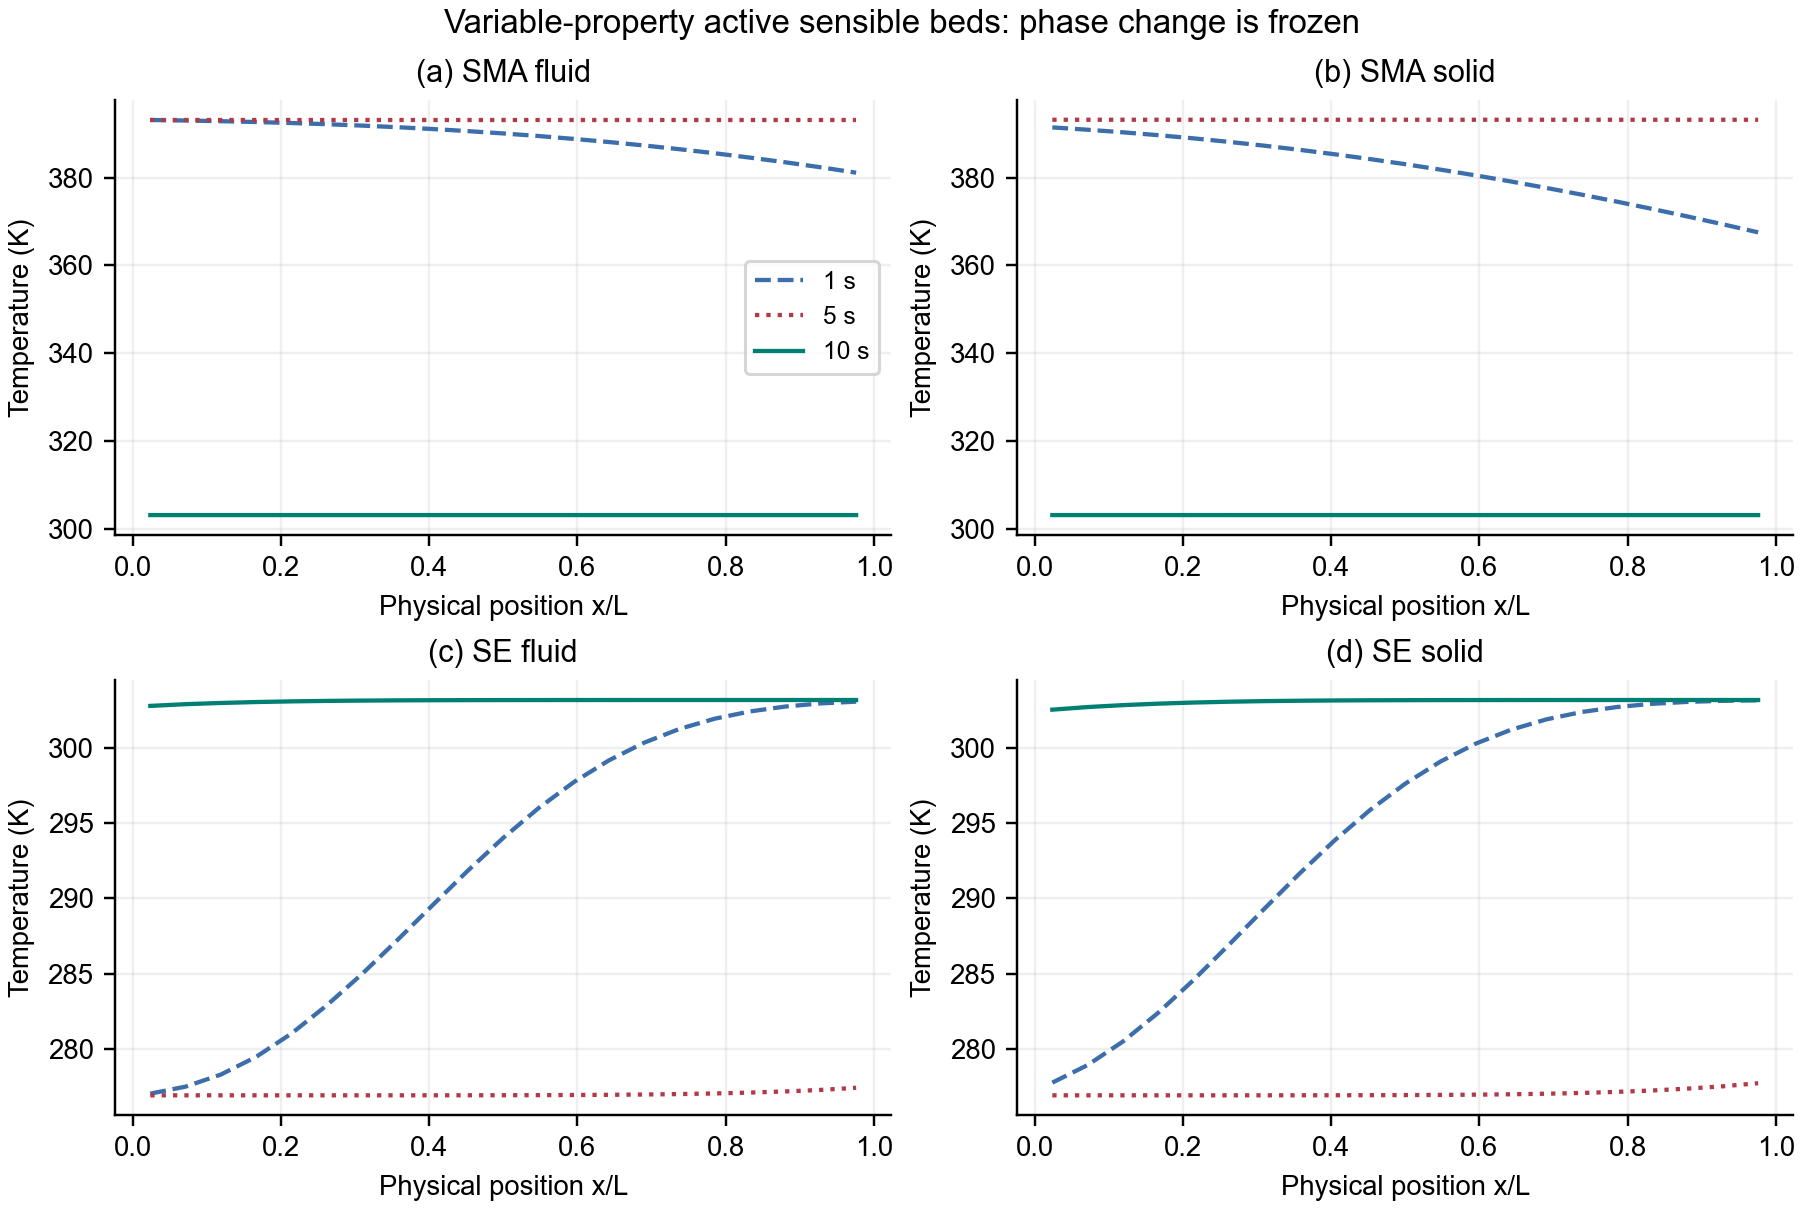 Variable-property active sensible beds: phase change is frozen
(a) SMA fluid
Temperature (K)
380
360
340
320
300
0.0 0.2 0.4 0.6 0.8 1.0
Physical position x/L
1 s
5 s
10 s
(b) SMA solid
Temperature (K)
380
360
340
320
300
0.0 0.2 0.4 0.6 0.8 1.0
Physical position x/L
(c) SE fluid
Temperature (K)
300
295
290
285
280
0.0 0.2 0.4 0.6 0.8 1.0
Physical position x/L
(d) SE solid
Temperature (K)
300
295
290
285
280
0.0 0.2 0.4 0.6 0.8 1.0
Physical position x/L